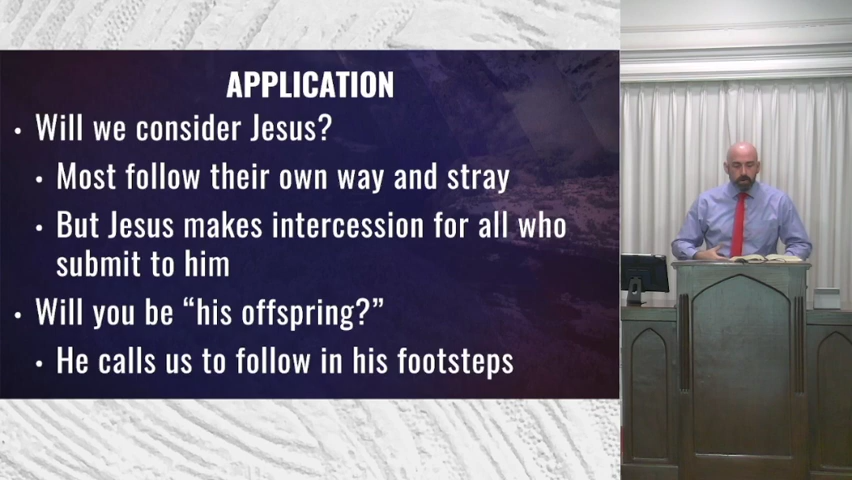 APPLICATION
• Will we consider Jesus?
• Most follow their own way and stray
• But Jesus makes intercession for all who
submit to him
• Will you be “his offspring?”
• He calls us to follow in his footsteps